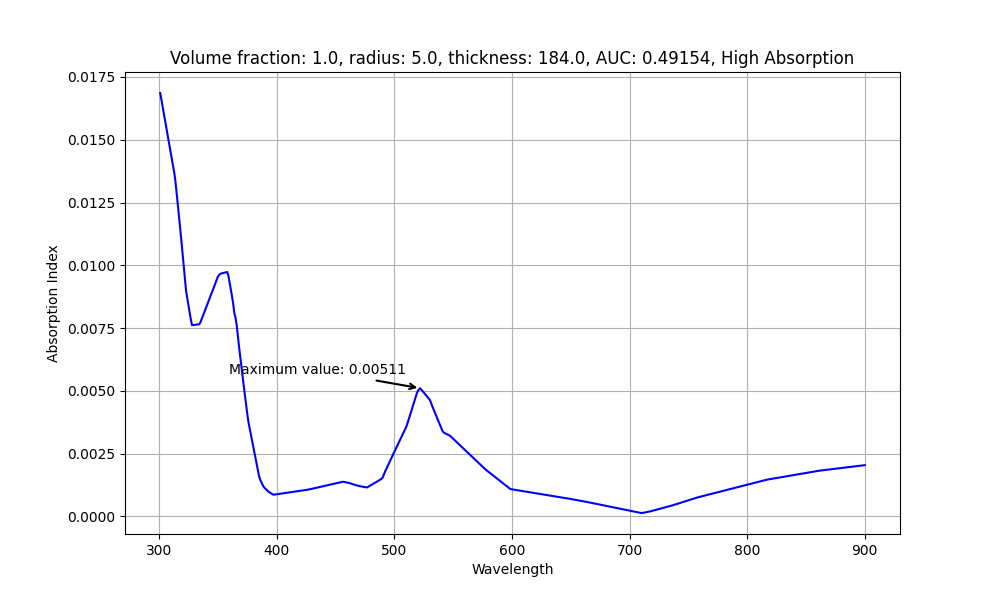 Volume fraction: 1.0, radius: 5.0, thickness: 184.0, AUC: 0.49154, High Absorption
Absorption Index
0.0175
0.0150
0.0125
0.0100
0.0075
0.0050
0.0025
0.0000
Maximum value: 0.00511
300 400 500 600 700 800 900
Wavelength